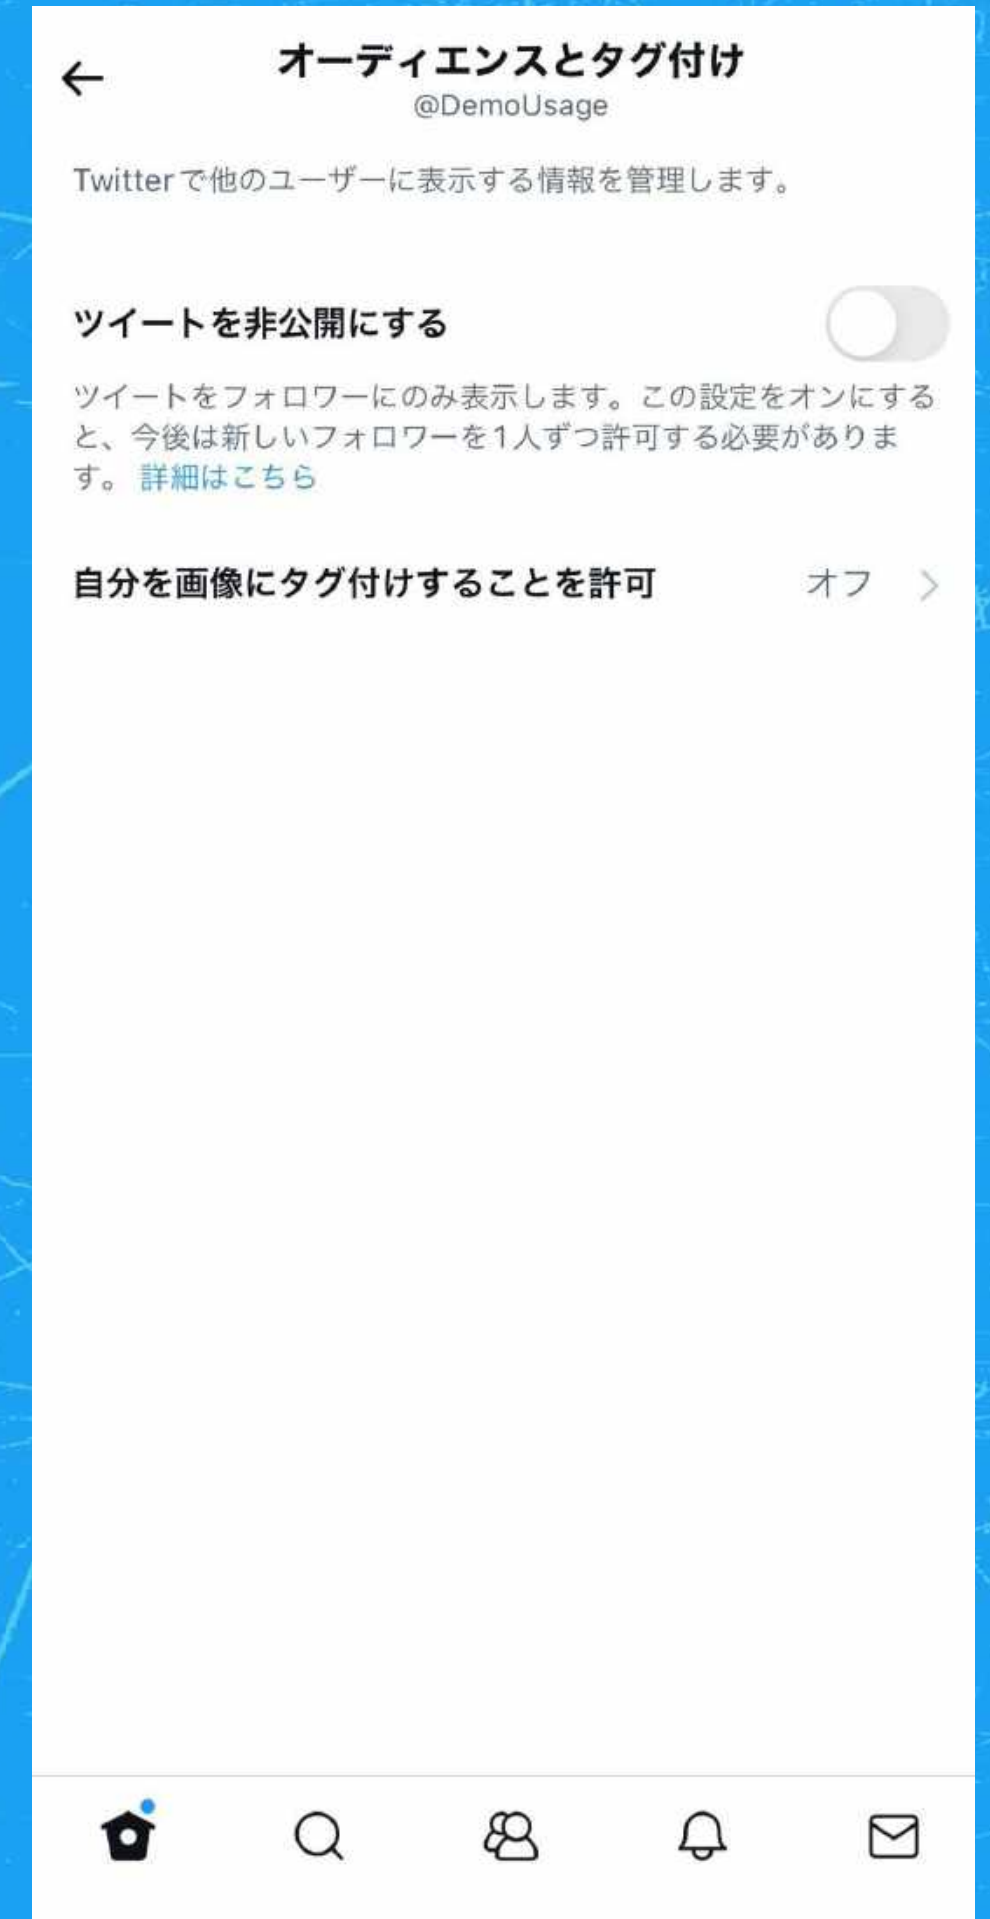 オーディエンスとタグ付け
@DemoUsage
Twitterで他のユーザーに表示する情報を管理します。
ツイートを非公開にする
ツイートをフォロワーにのみ表示します。この設定をオンにする
と、今後は新しいフォロワーを1人ずつ許可する必要がありま
す。 詳細はこちら
自分を画像にタグ付けすることを許可 オフ